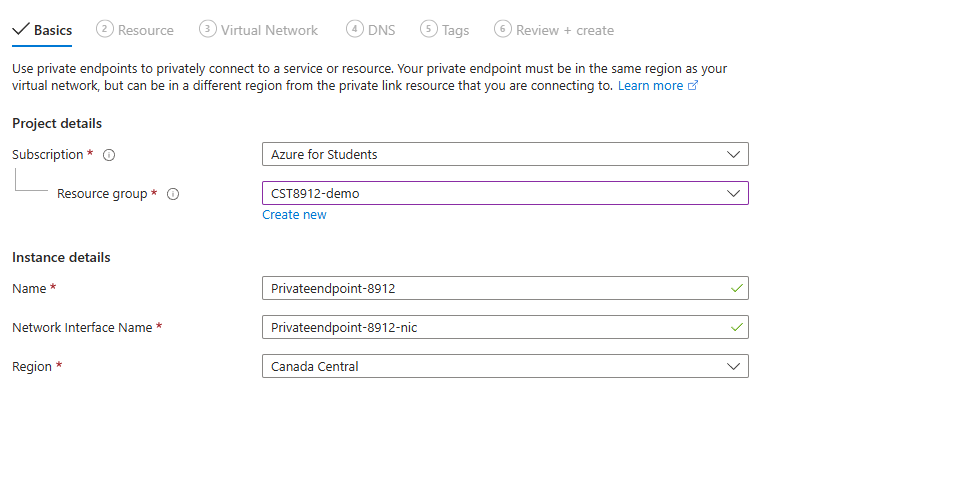 Basics 2 Resource 3 Virtual Network 4 DNS 5 Tags 6 Review + create
Use private endpoints to privately connect to a service or resource. Your private endpoint must be in the same region as your
virtual network, but can be in a different region from the private link resource that you are connecting to. Learn more
Project details
Subscription * Azure for Students
Resource group * CST8912-demo
Create new
Instance details
Name * Privateendpoint-8912
Network Interface Name * Privateendpoint-8912-nic
Region * Canada Central